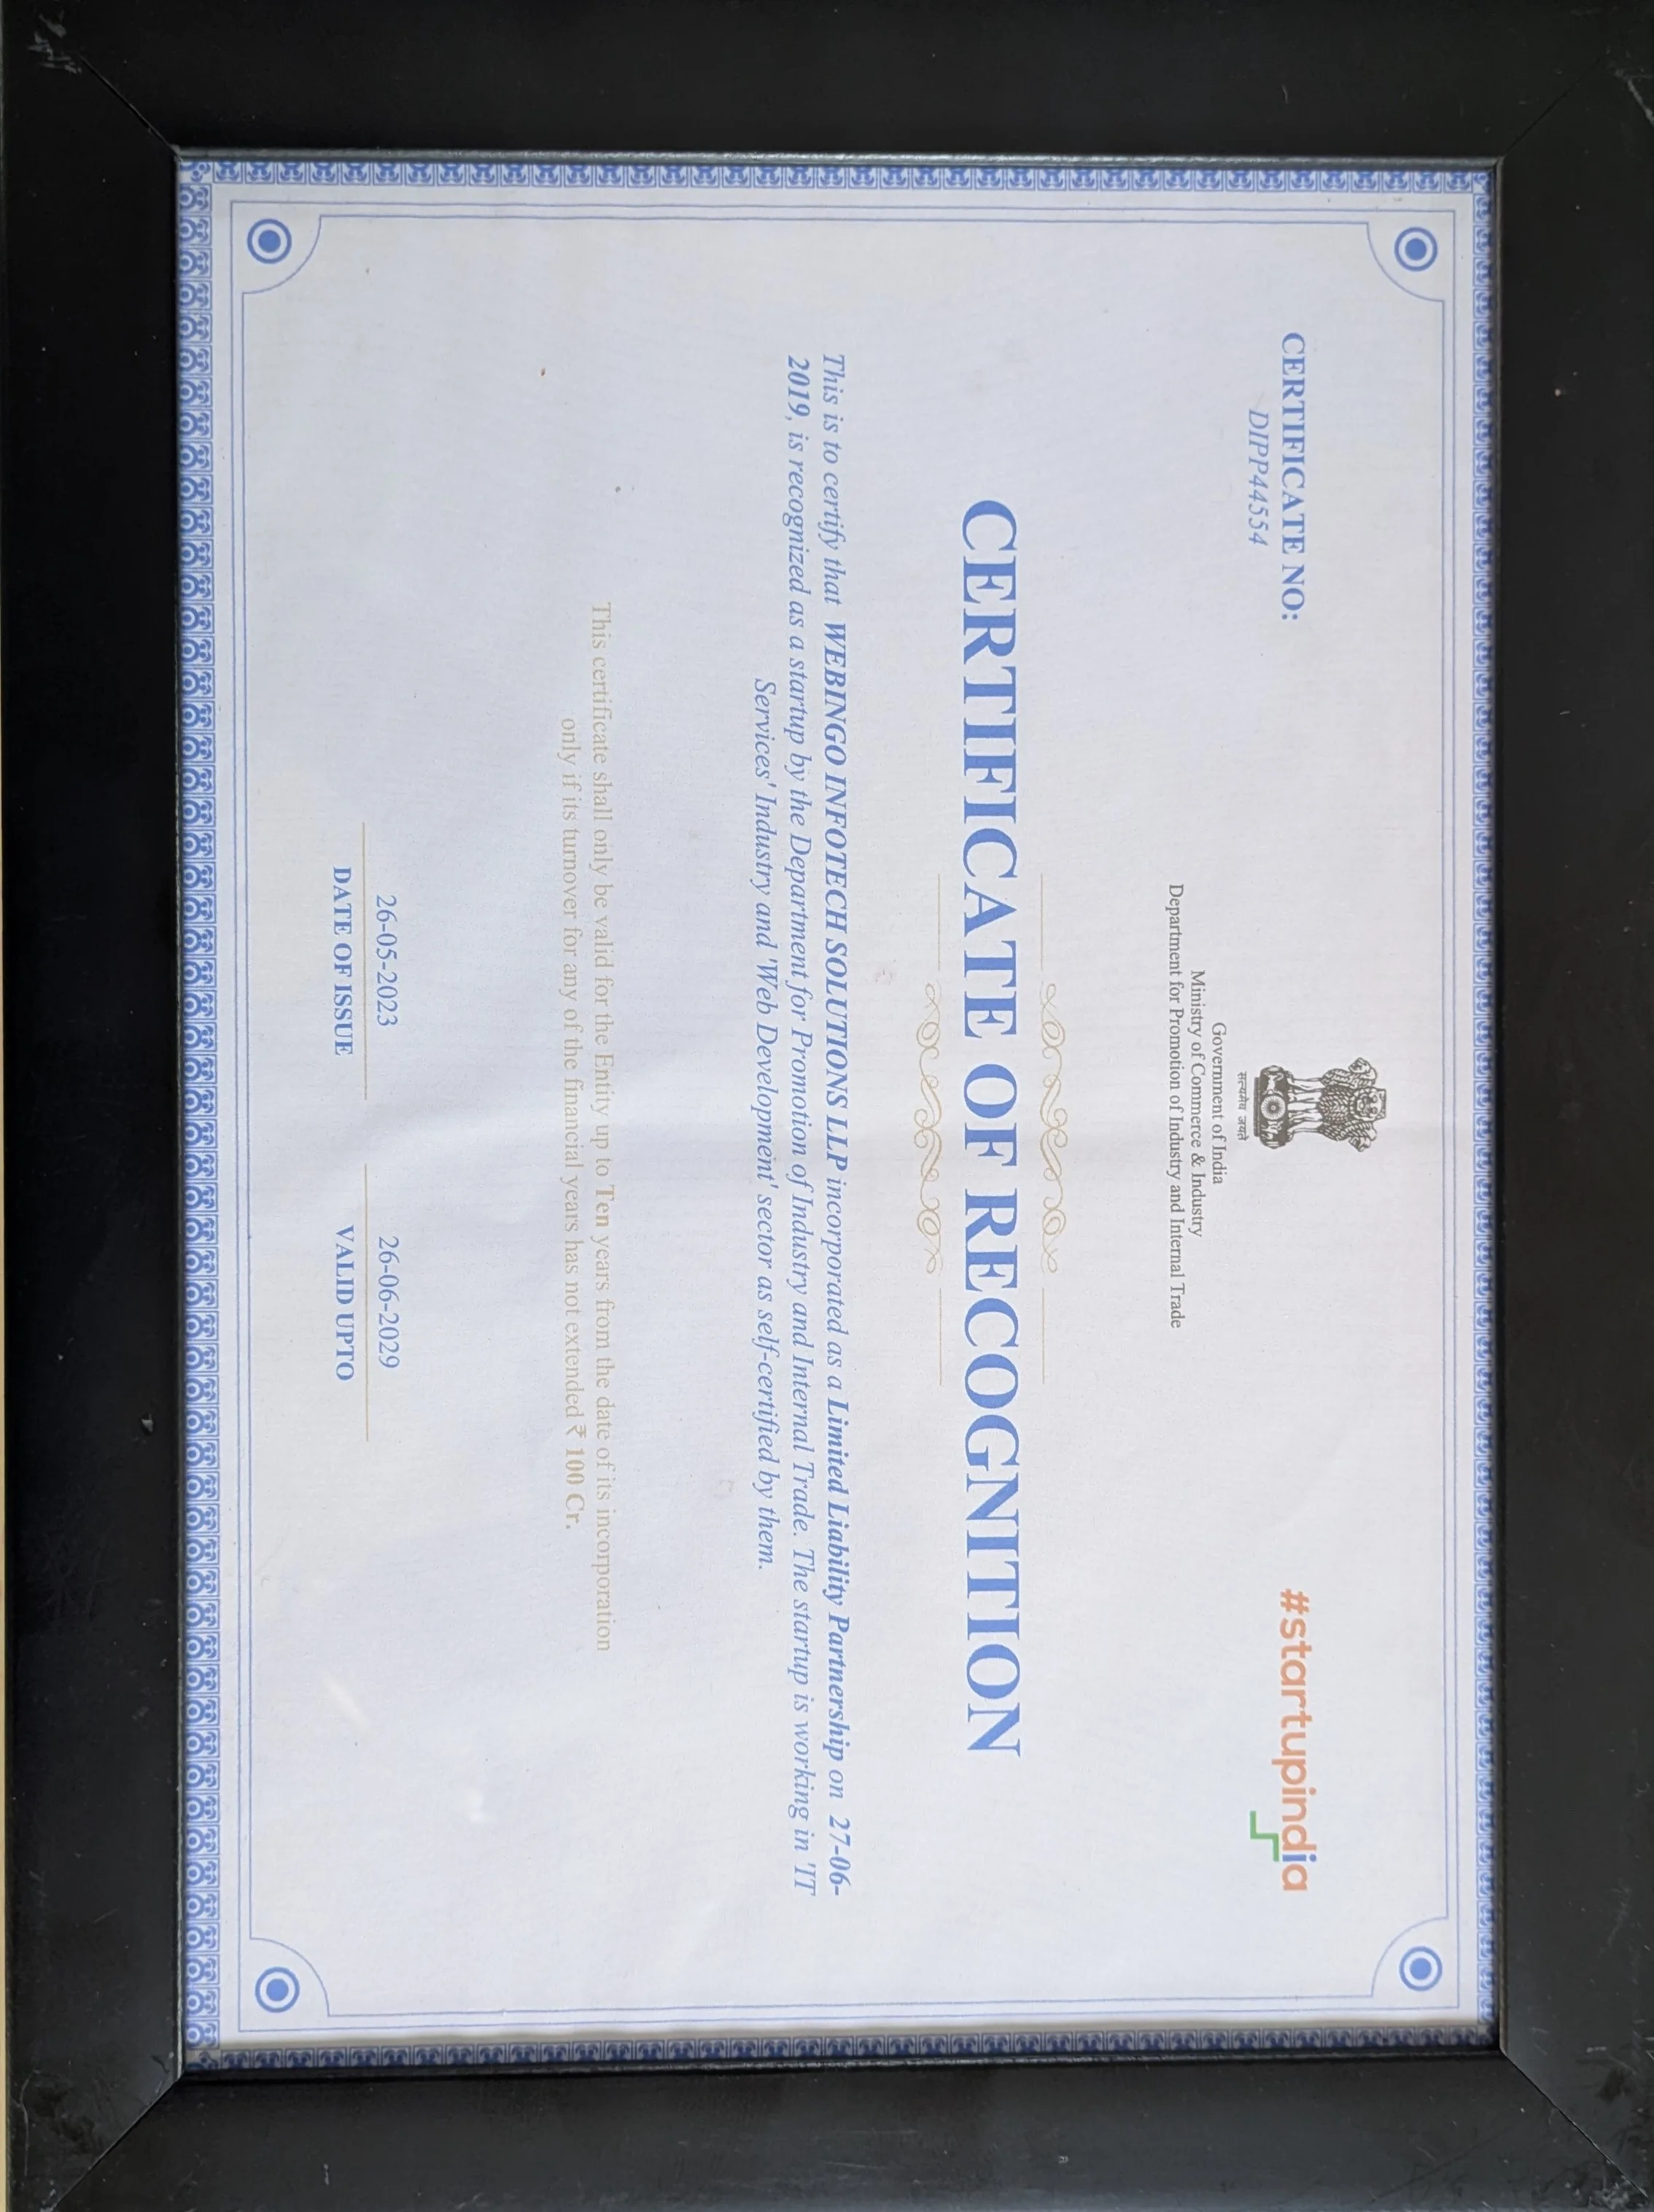 CERTIFICATE NO:
DIPP44554
#startupindia
सत्यमेव जयते
Government of India
Ministry of Commerce & Industry
Department for Promotion of Industry and Internal Trade
CERTIFICATE OF RECOGNITION
This is to certify that WEBINGO INFOTECH SOLUTIONS LLP incorporated as a Limited Liability Partnership on 27-06-
2019, is recognized as a startup by the Department for Promotion of Industry and Internal Trade. The startup is working in 'IT
Services' Industry and 'Web Development' sector as self-certified by them.
This certificate shall only be valid for the Entity up to Ten years from the date of its incorporation
only if its turnover for any of the financial years has not extended ₹ 100 Cr.
26-05-2023
DATE OF ISSUE
26-06-2029
VALID UPTO